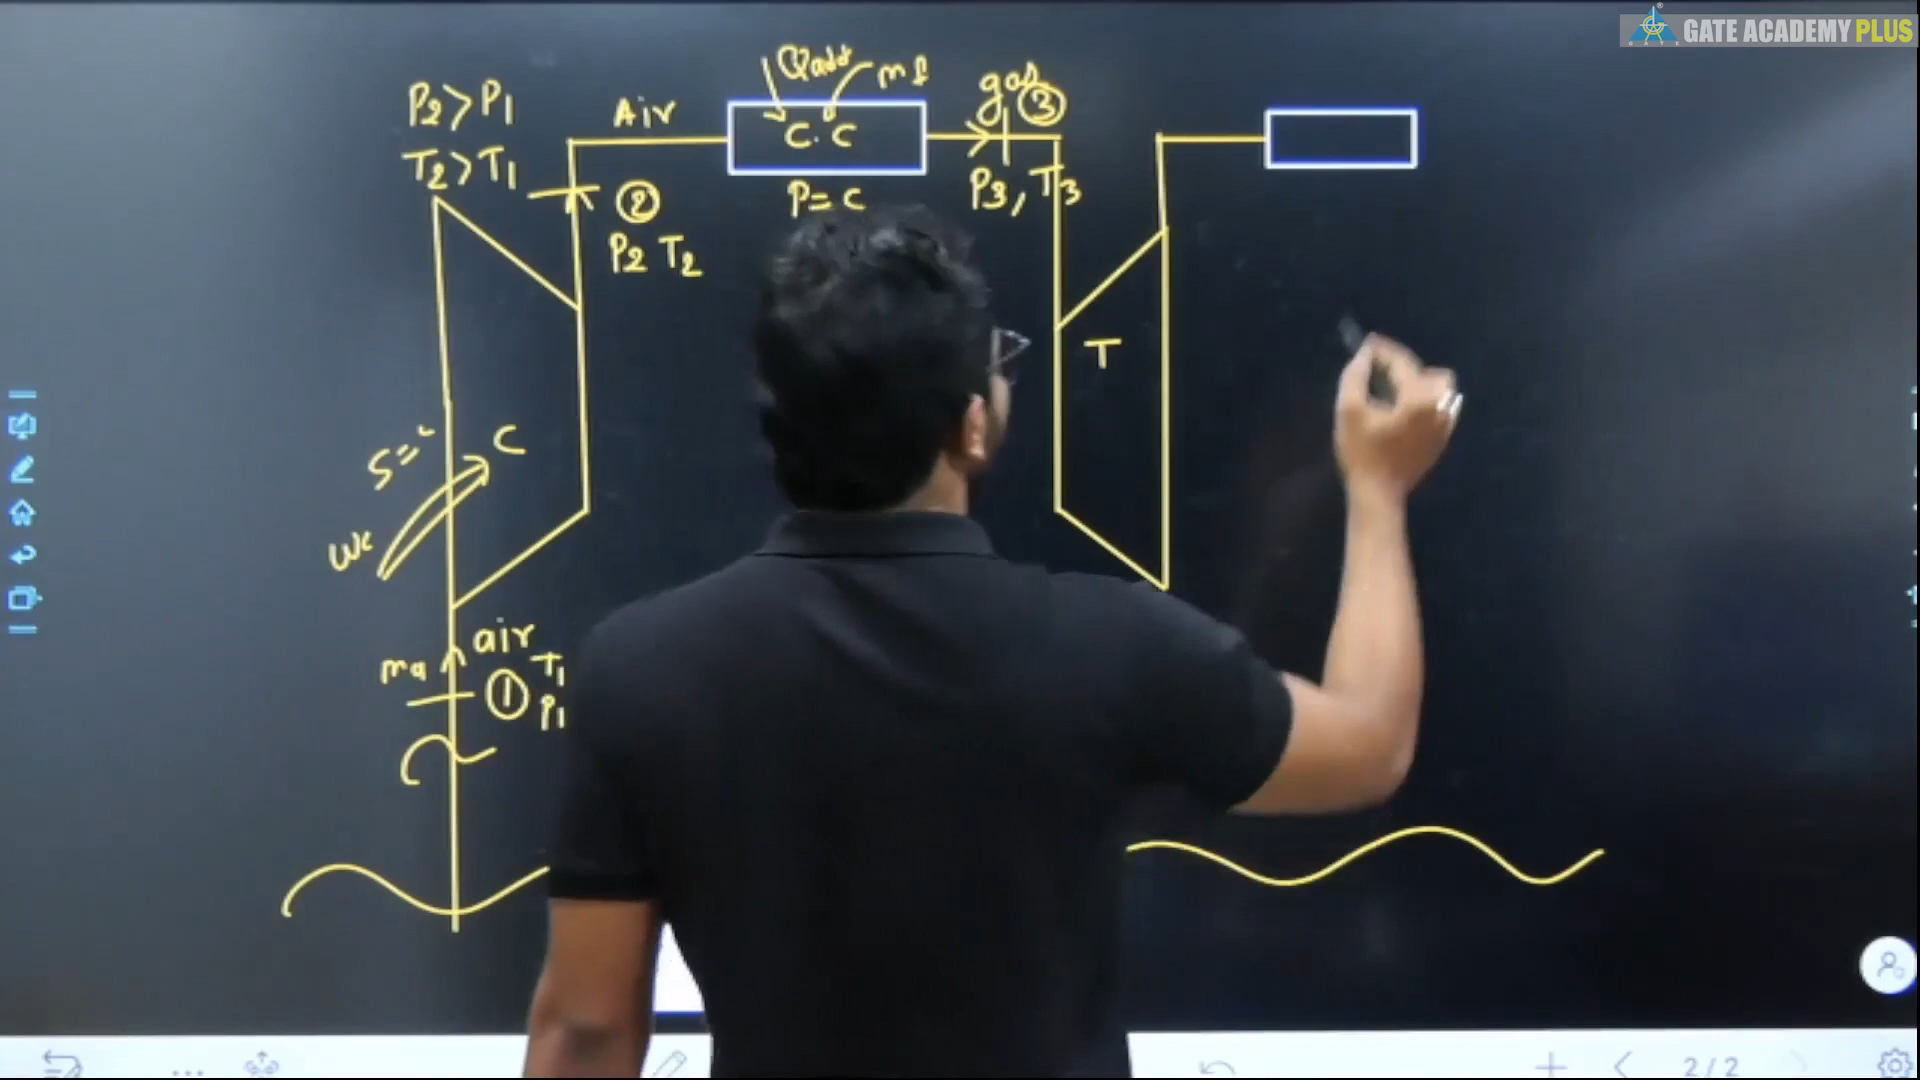 GATE ACADEMY PLUS
GATE
P2 > P1
T2 > T1
Air
Qadd
mf
C.C
P = C
gas
3
P3, T3
2
P2 T2
T
S = c
C
Wc
air
ma
1
T1
P1
2/2